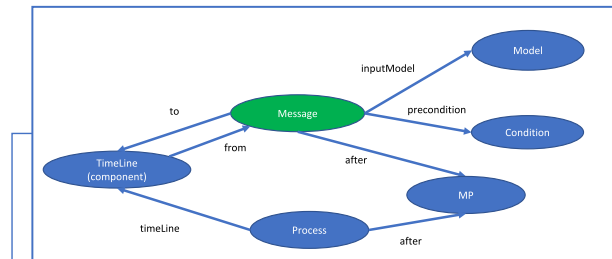 Model
inputModel
to
Message
precondition
Condition
from
after
TimeLine
(component)
MP
timeLine
Process
after